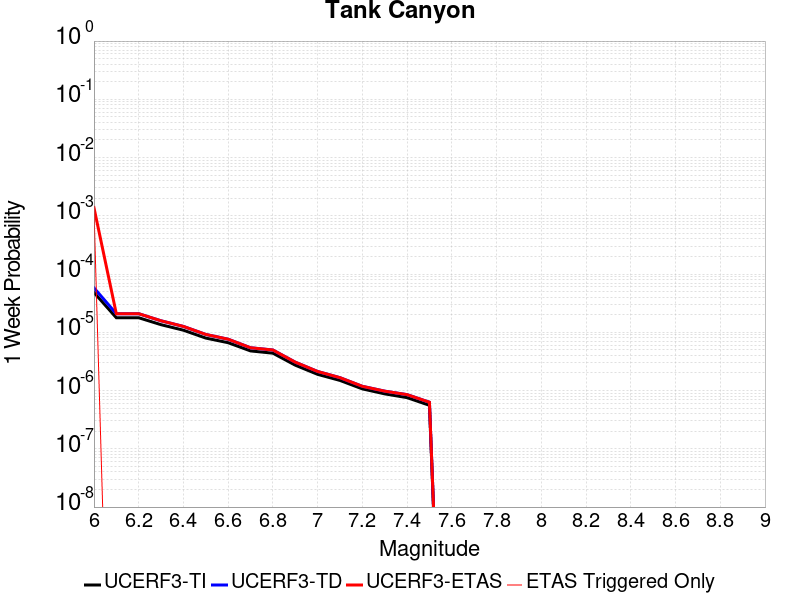 Tank Canyon
1 Week Probability
10^0
10^-1
10^-2
10^-3
10^-4
10^-5
10^-6
10^-7
10^-8
6 6.2 6.4 6.6 6.8 7 7.2 7.4 7.6 7.8 8 8.2 8.4 8.6 8.8 9
Magnitude
UCERF3-TI UCERF3-TD UCERF3-ETAS ETAS Triggered Only